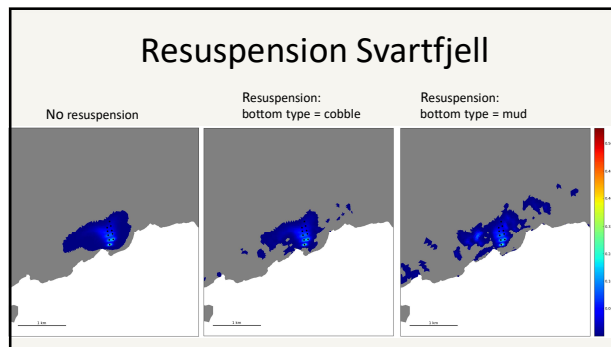 Resuspension Svartfjell
No resuspension
Resuspension:
bottom type = cobble
Resuspension:
bottom type = mud
1 km
1 km
1 km